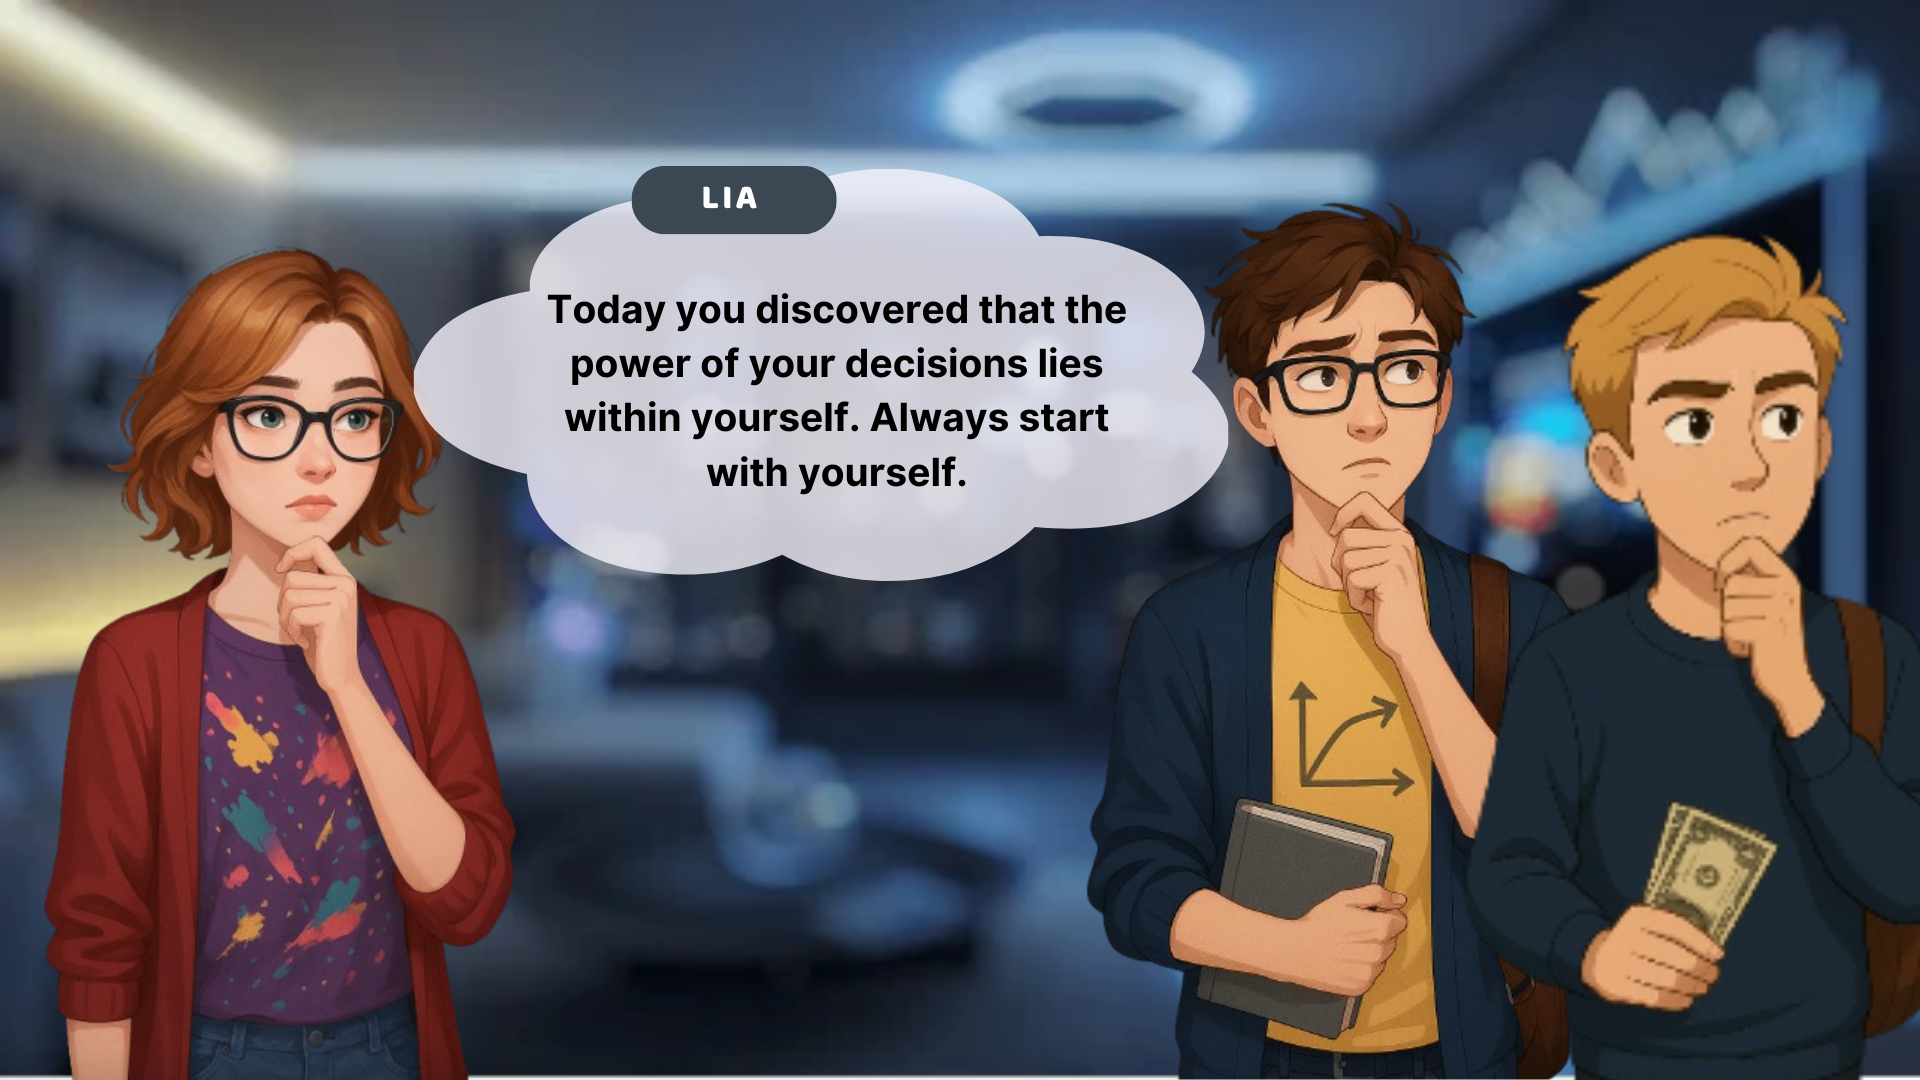 LIA
Today you discovered that the
power of your decisions lies
within yourself. Always start
with yourself.